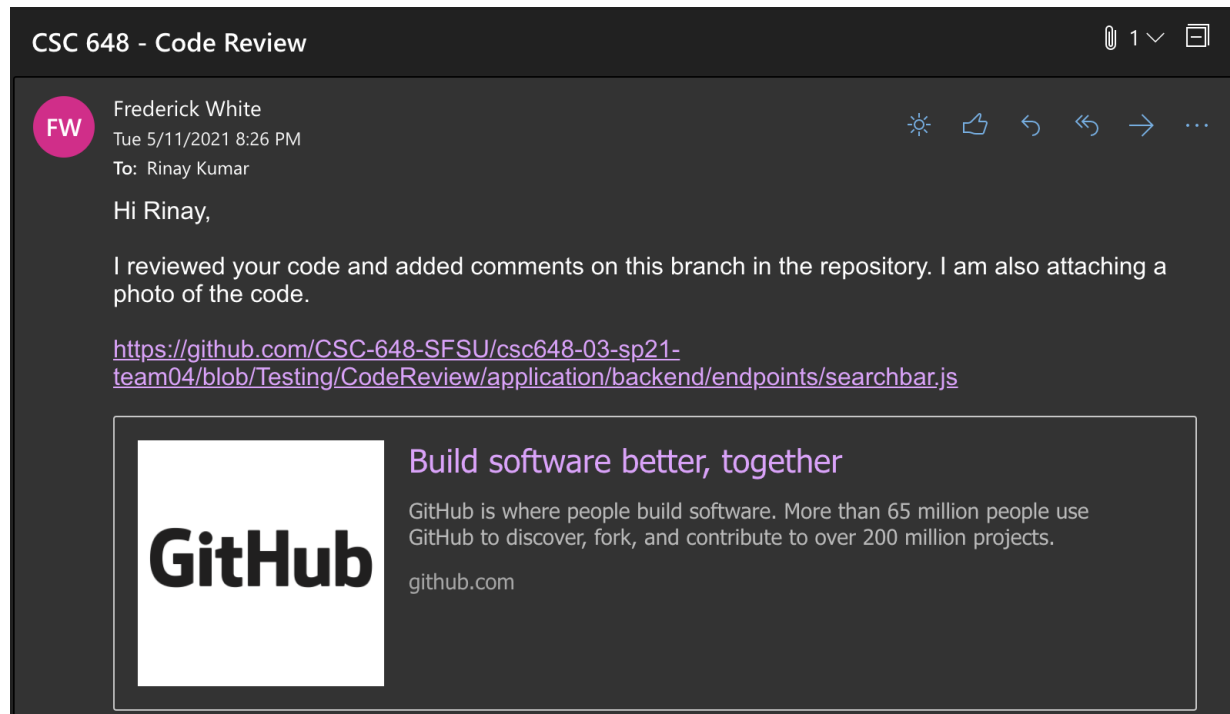 CSC 648 - Code Review
1
FW
Frederick White
Tue 5/11/2021 8:26 PM
To: Rinay Kumar
Hi Rinay,
I reviewed your code and added comments on this branch in the repository. I am also attaching a
photo of the code.
https://github.com/CSC-648-SFSU/csc648-03-sp21-
team04/blob/Testing/CodeReview/application/backend/endpoints/searchbar.js
GitHub
Build software better, together
GitHub is where people build software. More than 65 million people use
GitHub to discover, fork, and contribute to over 200 million projects.
github.com